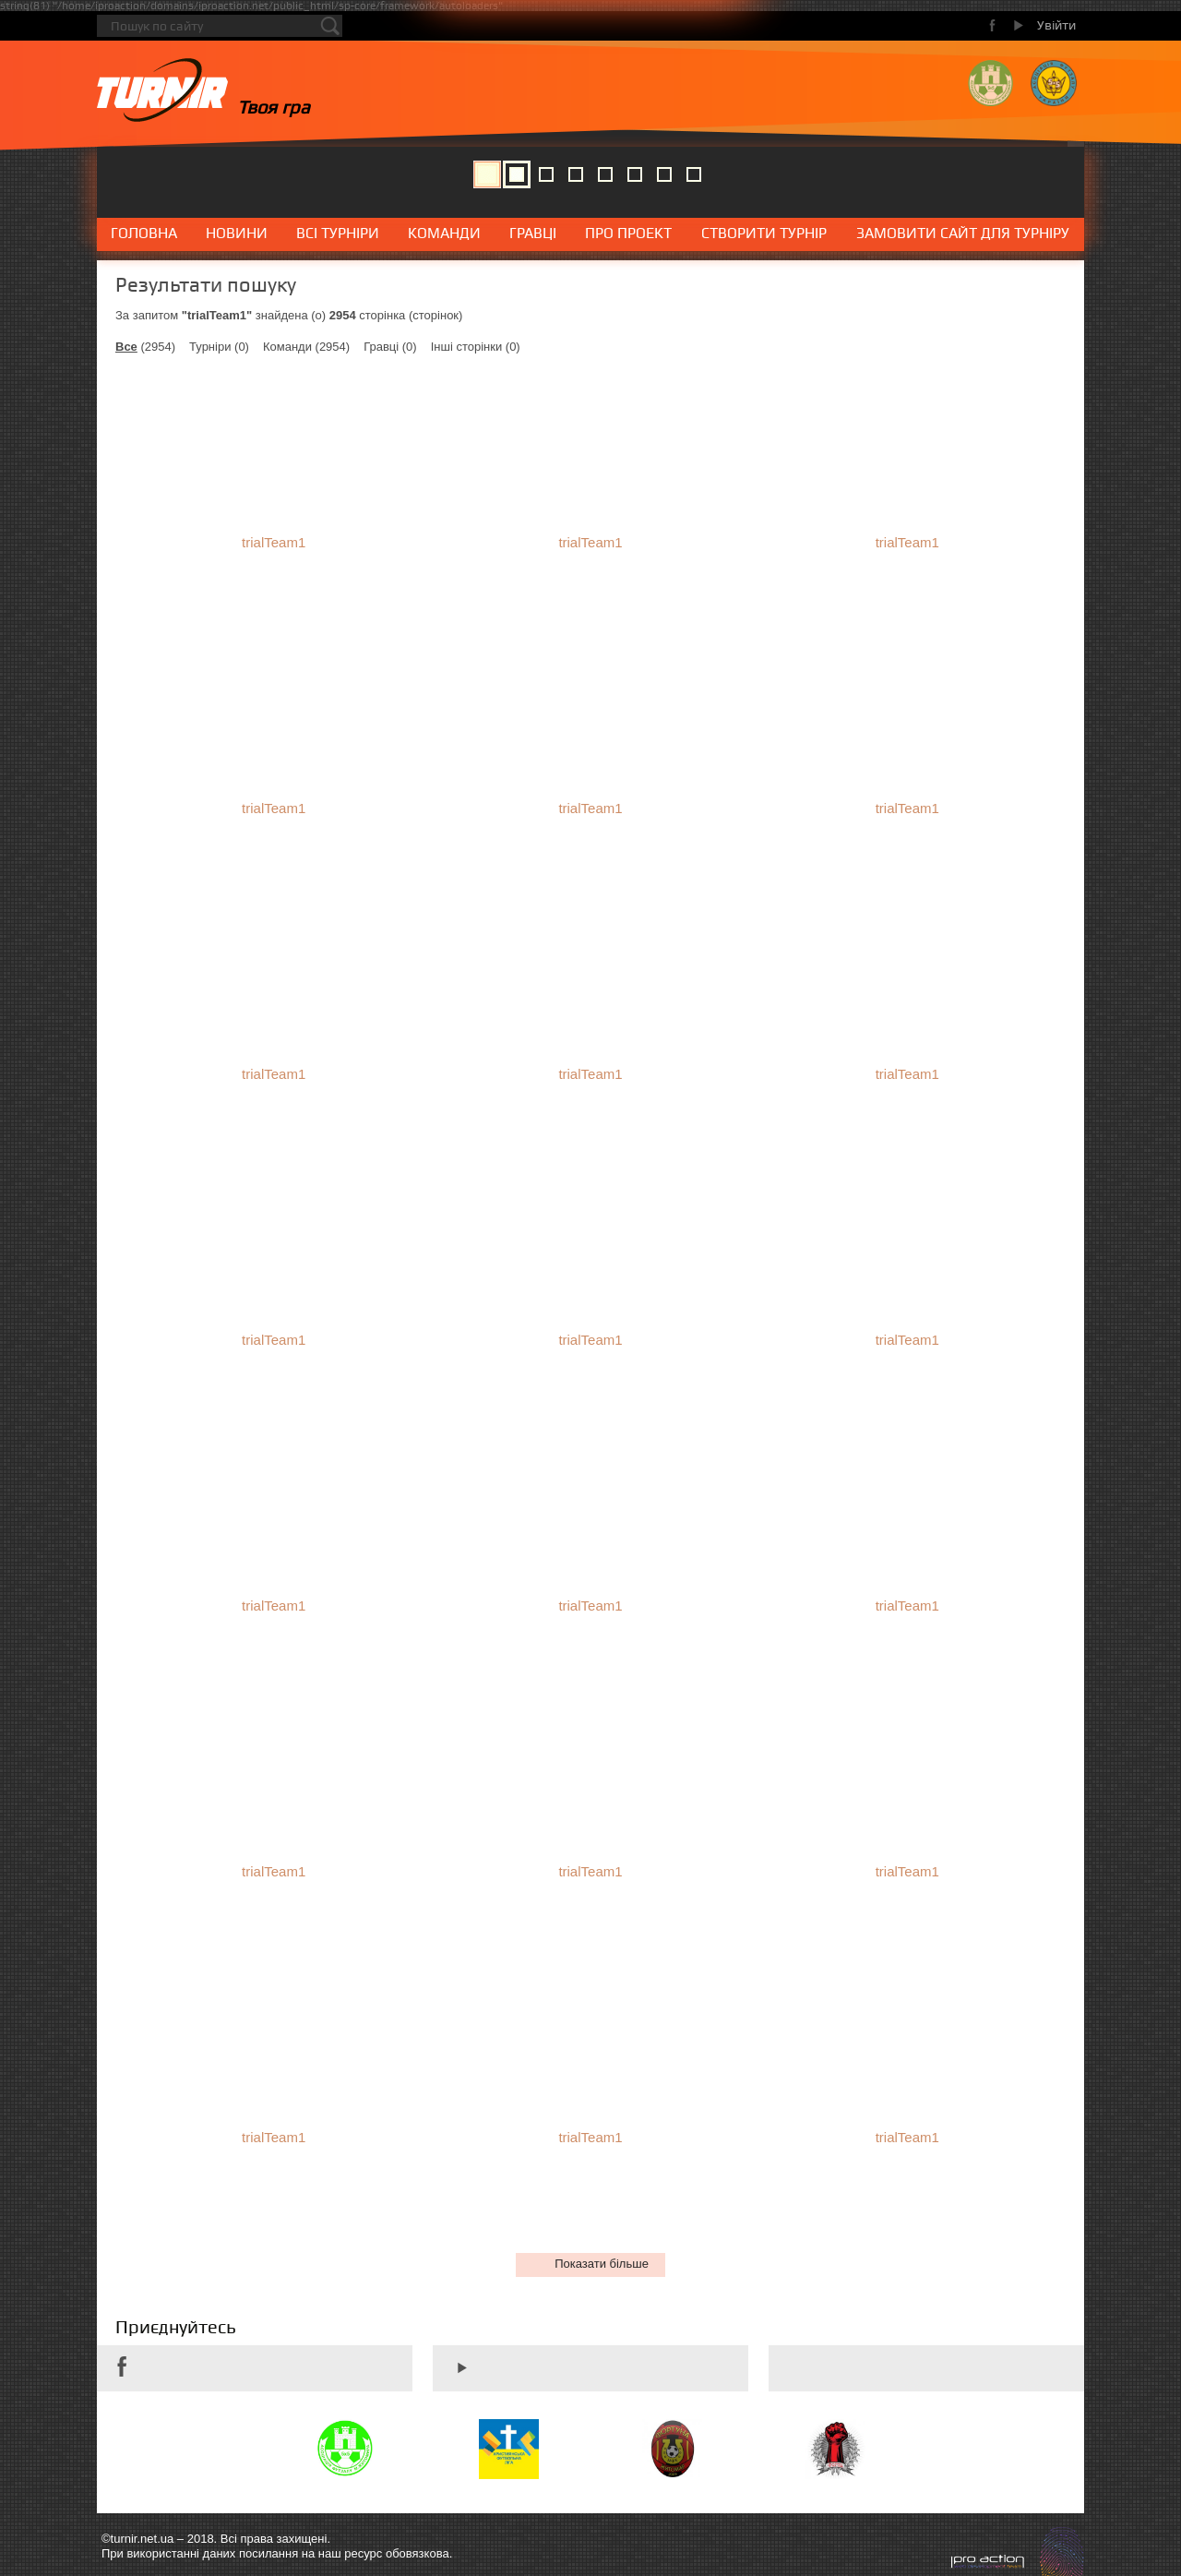 string(81) "/home/iproaction/domains/iproaction.net/public_html/sp-core/framework/autoloaders"
Пошук по сайту
Увійти
TURNIR Твоя гра
ГОЛОВНА НОВИНИ ВСІ ТУРНІРИ КОМАНДИ ГРАВЦІ ПРО ПРОЕКТ СТВОРИТИ ТУРНІР ЗАМОВИТИ САЙТ ДЛЯ ТУРНІРУ
Результати пошуку
За запитом "trialTeam1" знайдена (о) 2954 сторінка (сторінок)
Все (2954) Турніри (0) Команди (2954) Гравці (0) Інші сторінки (0)
trialTeam1 trialTeam1 trialTeam1
trialTeam1 trialTeam1 trialTeam1
trialTeam1 trialTeam1 trialTeam1
trialTeam1 trialTeam1 trialTeam1
trialTeam1 trialTeam1 trialTeam1
trialTeam1 trialTeam1 trialTeam1
trialTeam1 trialTeam1 trialTeam1
Показати більше
Приєднуйтесь
©turnir.net.ua – 2018. Всі права захищені.
При використанні даних посилання на наш ресурс обовязкова.
pro action